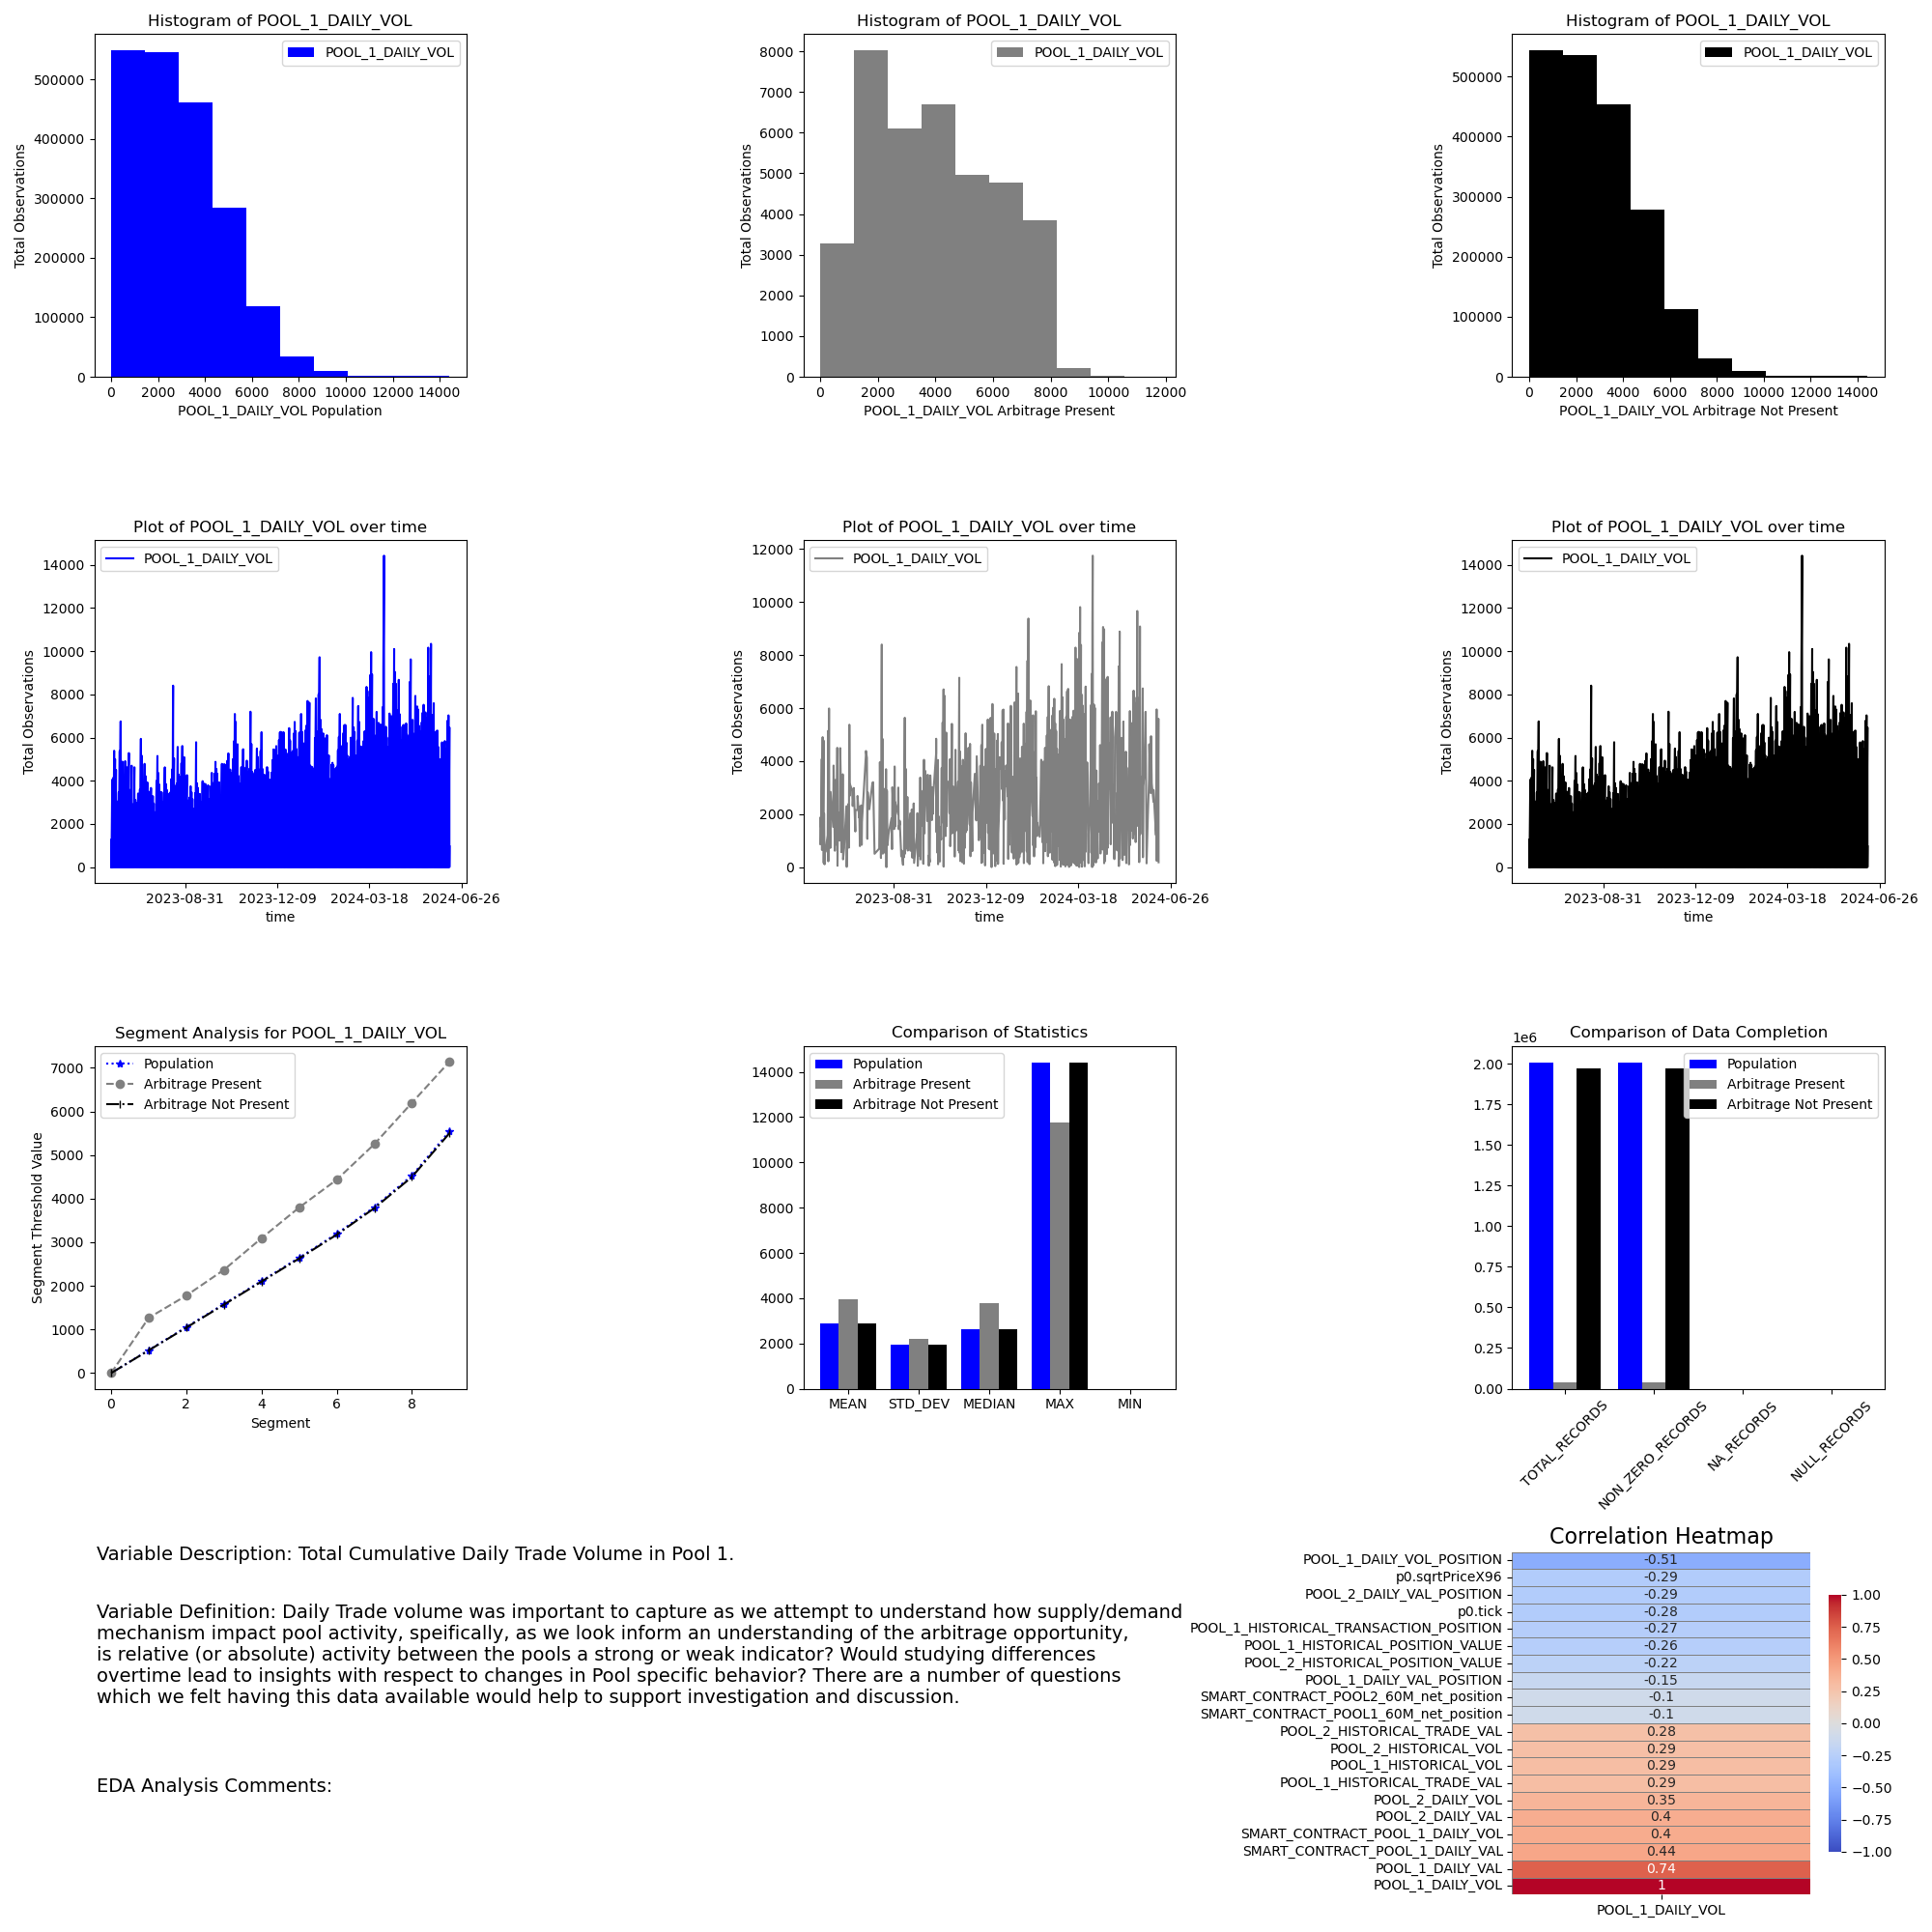 Histogram of POOL_1_DAILY_VOL
POOL_1_DAILY_VOL
Total Observations
500000
400000
300000
200000
100000
0
0 2000 4000 6000 8000 10000 12000 14000
POOL_1_DAILY_VOL Population
Histogram of POOL_1_DAILY_VOL
POOL_1_DAILY_VOL
Total Observations
8000
7000
6000
5000
4000
3000
2000
1000
0
0 2000 4000 6000 8000 10000 12000
POOL_1_DAILY_VOL Arbitrage Present
Histogram of POOL_1_DAILY_VOL
POOL_1_DAILY_VOL
Total Observations
500000
400000
300000
200000
100000
0
0 2000 4000 6000 8000 10000 12000 14000
POOL_1_DAILY_VOL Arbitrage Not Present
Plot of POOL_1_DAILY_VOL over time
POOL_1_DAILY_VOL
Total Observations
14000
12000
10000
8000
6000
4000
2000
0
2023-08-31 2023-12-09 2024-03-18 2024-06-26
time
Plot of POOL_1_DAILY_VOL over time
POOL_1_DAILY_VOL
Total Observations
12000
10000
8000
6000
4000
2000
0
2023-08-31 2023-12-09 2024-03-18 2024-06-26
time
Plot of POOL_1_DAILY_VOL over time
POOL_1_DAILY_VOL
Total Observations
14000
12000
10000
8000
6000
4000
2000
0
2023-08-31 2023-12-09 2024-03-18 2024-06-26
time
Segment Analysis for POOL_1_DAILY_VOL
Population
Arbitrage Present
Arbitrage Not Present
Segment Threshold Value
7000
6000
5000
4000
3000
2000
1000
0
0 2 4 6 8
Segment
Comparison of Statistics
Population
Arbitrage Present
Arbitrage Not Present
14000
12000
10000
8000
6000
4000
2000
0
MEAN STD_DEV MEDIAN MAX MIN
Comparison of Data Completion
1e6
Population
Arbitrage Present
Arbitrage Not Present
2.00
1.75
1.50
1.25
1.00
0.75
0.50
0.25
0.00
TOTAL_RECORDS NON_ZERO_RECORDS NA_RECORDS NULL_RECORDS
Variable Description: Total Cumulative Daily Trade Volume in Pool 1.
Variable Definition: Daily Trade volume was important to capture as we attempt to understand how supply/demand
mechanism impact pool activity, speifically, as we look inform an understanding of the arbitrage opportunity,
is relative (or absolute) activity between the pools a strong or weak indicator? Would studying differences
overtime lead to insights with respect to changes in Pool specific behavior? There are a number of questions
which we felt having this data available would help to support investigation and discussion.
EDA Analysis Comments:
Correlation Heatmap
POOL_1_DAILY_VOL_POSITION -0.51
p0.sqrtPriceX96 -0.29
POOL_2_DAILY_VAL_POSITION -0.29
p0.tick -0.28
POOL_1_HISTORICAL_TRANSACTION_POSITION -0.27
POOL_1_HISTORICAL_POSITION_VALUE -0.26
POOL_2_HISTORICAL_POSITION_VALUE -0.22
POOL_1_DAILY_VAL_POSITION -0.15
SMART_CONTRACT_POOL2_60M_net_position -0.1
SMART_CONTRACT_POOL1_60M_net_position -0.1
POOL_2_HISTORICAL_TRADE_VAL 0.28
POOL_2_HISTORICAL_VOL 0.29
POOL_1_HISTORICAL_VOL 0.29
POOL_1_HISTORICAL_TRADE_VAL 0.29
POOL_2_DAILY_VOL 0.35
POOL_2_DAILY_VAL 0.4
SMART_CONTRACT_POOL_1_DAILY_VOL 0.4
SMART_CONTRACT_POOL_1_DAILY_VAL 0.44
POOL_1_DAILY_VAL 0.74
POOL_1_DAILY_VOL 1
POOL_1_DAILY_VOL
1.00
0.75
0.50
0.25
0.00
−0.25
−0.50
−0.75
−1.00